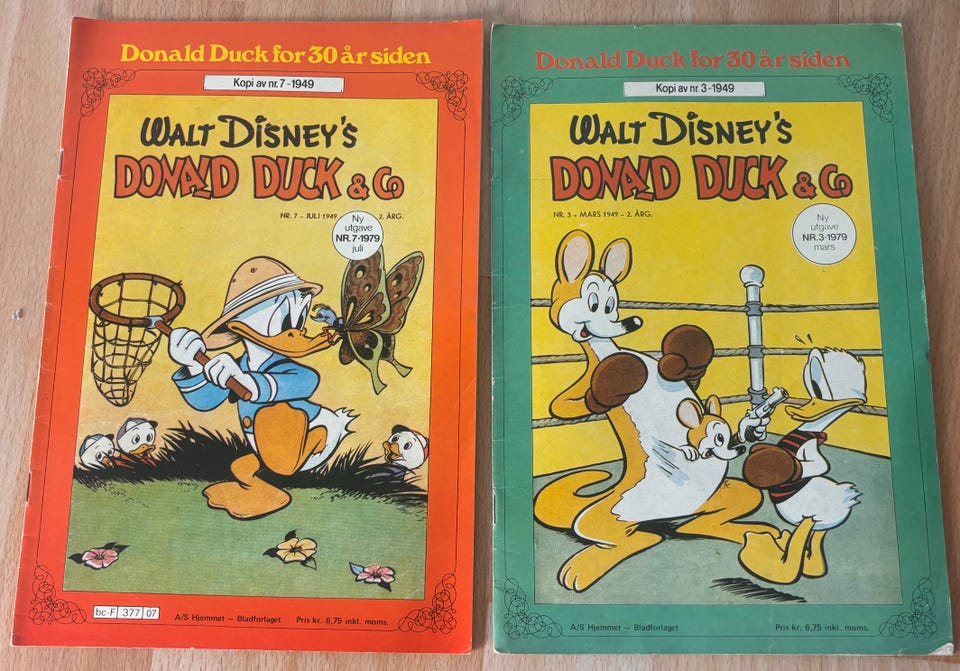 Donald Duck for 30 år siden
Kopi av nr. 7-1949
WALT DISNEY'S
DONALD DUCK & Co
NR. 7 - JULI 1949
2. ÅRG.
Ny
utgave
NR.7-1979
juli
bc-F 377 07
A/S Hjemmet — Bladforlaget Pris kr. 6,75 inkl. moms.
Donald Duck for 30 år siden
Kopi av nr. 3-1949
WALT DISNEY'S
DONALD DUCK & Co
NR. 3 - MARS 1949 - 2. ÅRG.
Ny
utgave
NR.3-1979
mars
A/S Hjemmet — Bladforlaget Pris kr. 6,75 inkl. moms.